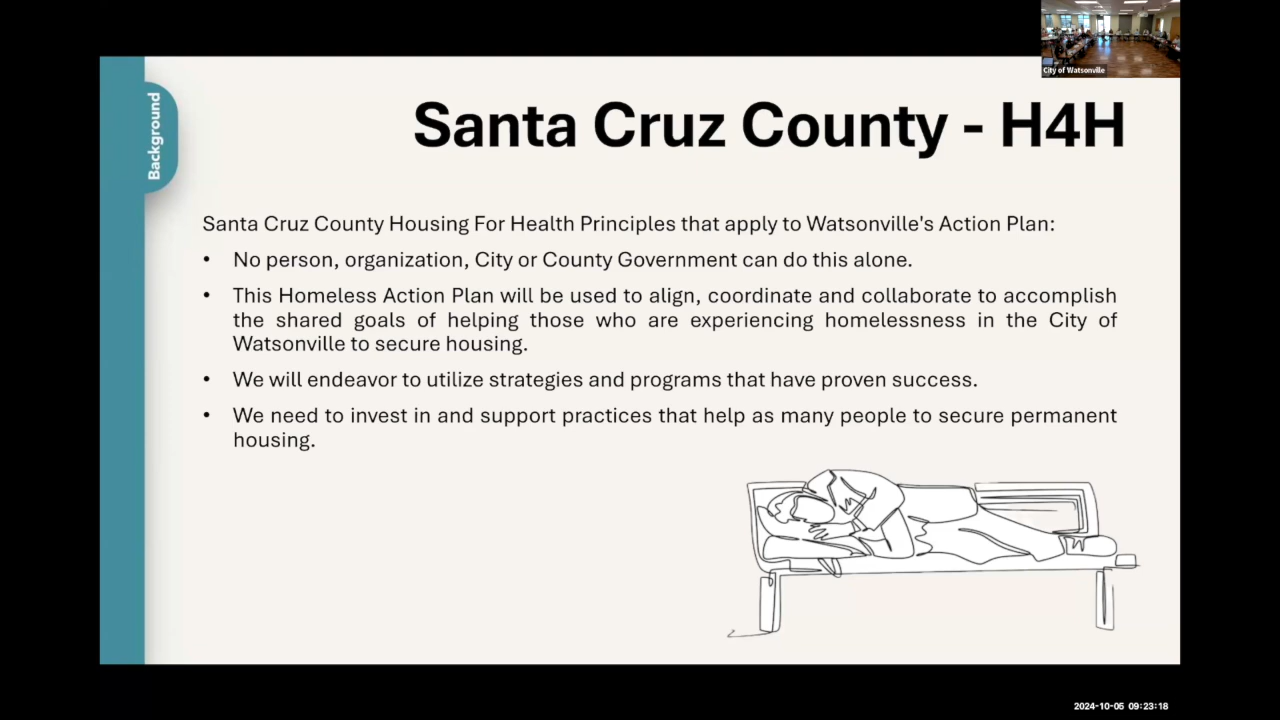 City of Watsonville
Background
Santa Cruz County - H4H
Santa Cruz County Housing For Health Principles that apply to Watsonville's Action Plan:
• No person, organization, City or County Government can do this alone.
• This Homeless Action Plan will be used to align, coordinate and collaborate to accomplish
the shared goals of helping those who are experiencing homelessness in the City of
Watsonville to secure housing.
• We will endeavor to utilize strategies and programs that have proven success.
• We need to invest in and support practices that help as many people to secure permanent
housing.
2024-10-05 09:23:18